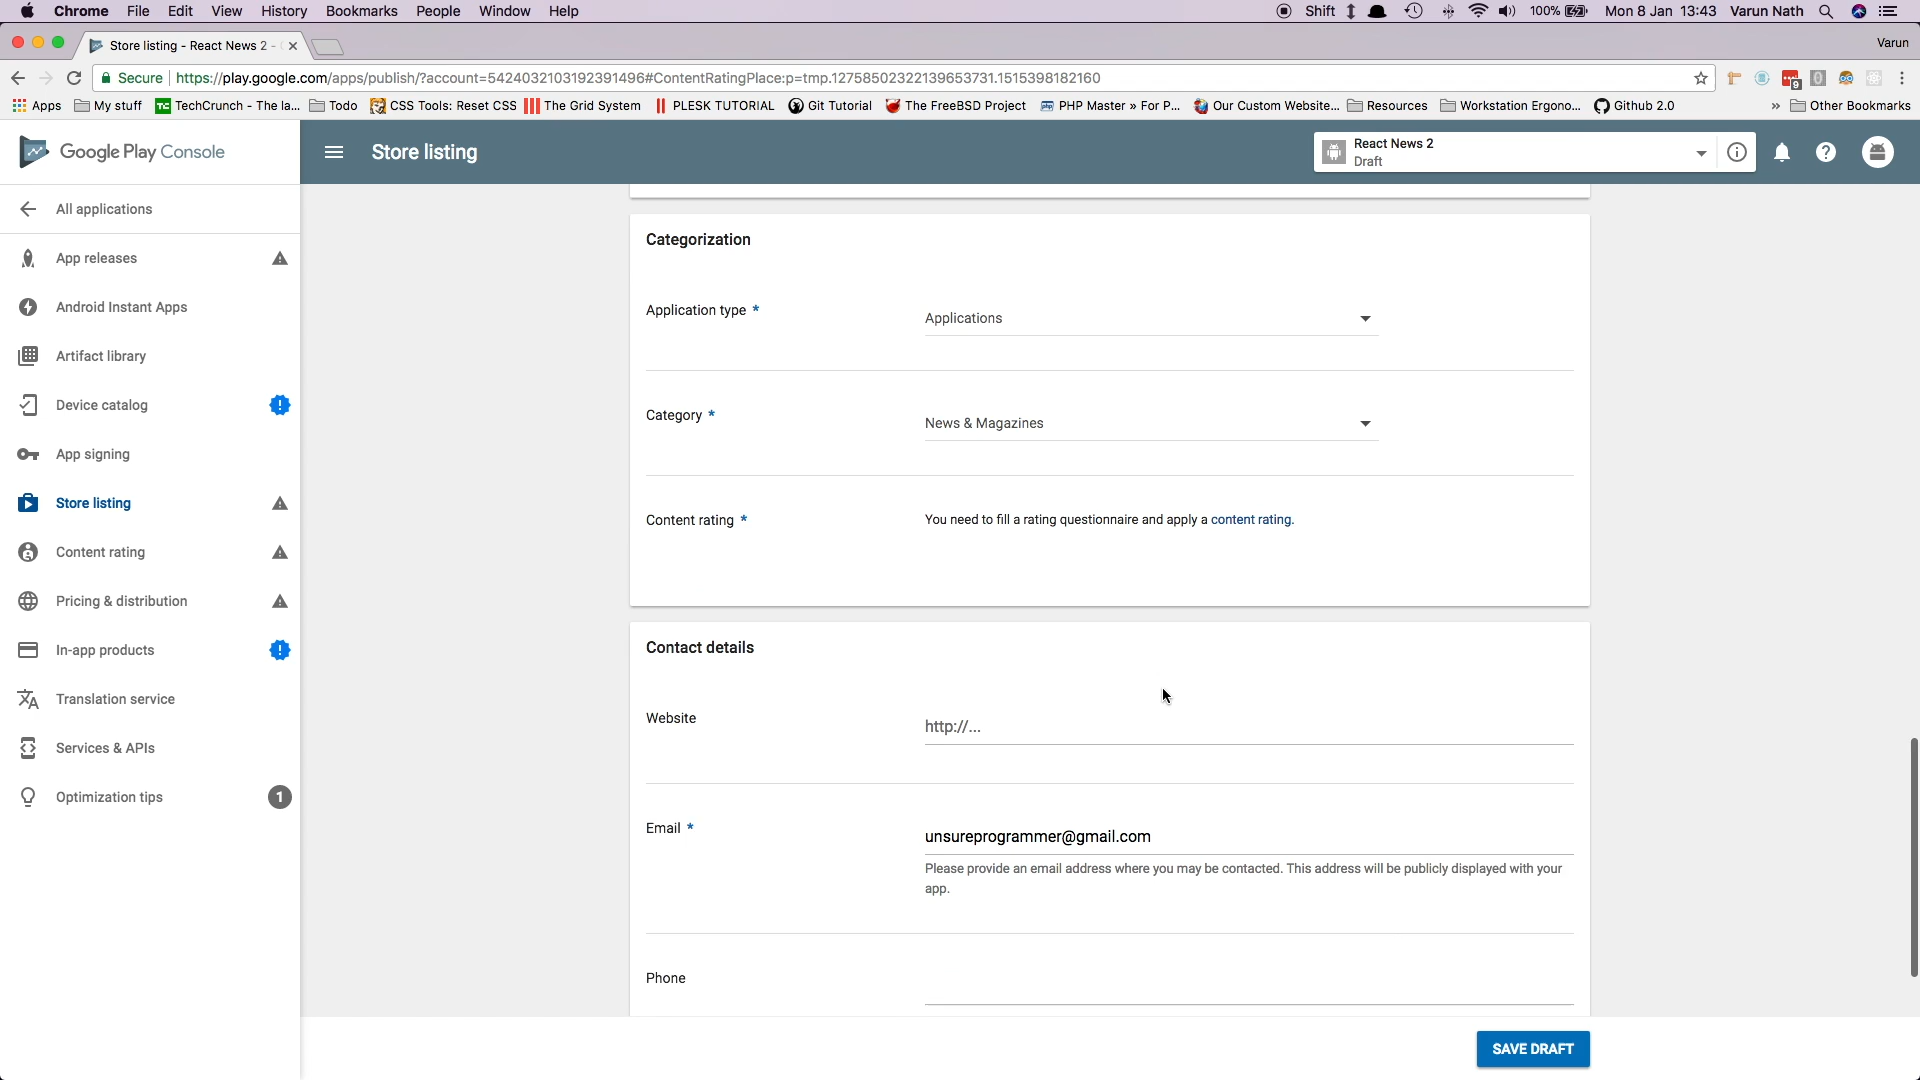 Chrome File Edit View History Bookmarks People Window Help Shift 100% Mon 8 Jan 13:43 Varun Nath
Store listing - React News 2 - Varun
Secure https://play.google.com/apps/publish/?account=5424032103192391496#ContentRatingPlace:p=tmp.12758502322139653731.1515398182160 9 0
Apps My stuff TC TechCrunch - The la... Todo CSS Tools: Reset CSS The Grid System PLESK TUTORIAL Git Tutorial The FreeBSD Project PHP Master » For P... Our Custom Website... Resources Workstation Ergono... Github 2.0 » Other Bookmarks
Google Play Console
Store listing
React News 2
Draft
All applications
App releases
Android Instant Apps
Artifact library
Device catalog
App signing
Store listing
Content rating
Pricing & distribution
In-app products
Translation service
Services & APIs
Optimization tips 1
Categorization
Application type * Applications
Category * News & Magazines
Content rating * You need to fill a rating questionnaire and apply a content rating.
Contact details
Website http://...
Email * unsureprogrammer@gmail.com
Please provide an email address where you may be contacted. This address will be publicly displayed with your
app.
Phone
SAVE DRAFT